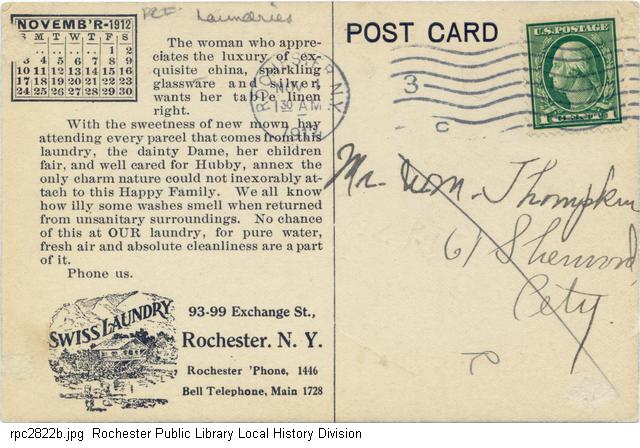 NOVEMB'R-1912
S M T W T F S
.. .. .. .. .. 1 2
3 4 5 6 7 8 9
10 11 12 13 14 15 16
17 18 19 20 21 22 23
24 25 26 27 28 29 30
Laundries
The woman who appre-
ciates the luxury of ex-
quisite china, sparkling
glassware and silver,
wants her table linen
right.
With the sweetness of new mown hay
attending every parcel that comes from this
laundry, the dainty Dame, her children
fair, and well cared for Hubby, annex the
only charm nature could not inexorably at-
tach to this Happy Family. We all know
how illy some washes smell when returned
from unsanitary surroundings. No chance
of this at OUR laundry, for pure water,
fresh air and absolute cleanliness are a part
of it.
Phone us.
SWISS LAUNDRY
93-99 Exchange St.,
Rochester. N. Y.
Rochester 'Phone, 1446
Bell Telephone, Main 1728
POST CARD
U.S. POSTAGE
ROCHESTER N.Y.
NOV
30 AM
3
C
Mr. Wm. Thompkin
61 Sherwood
City.
rpc2822b.jpg Rochester Public Library Local History Division